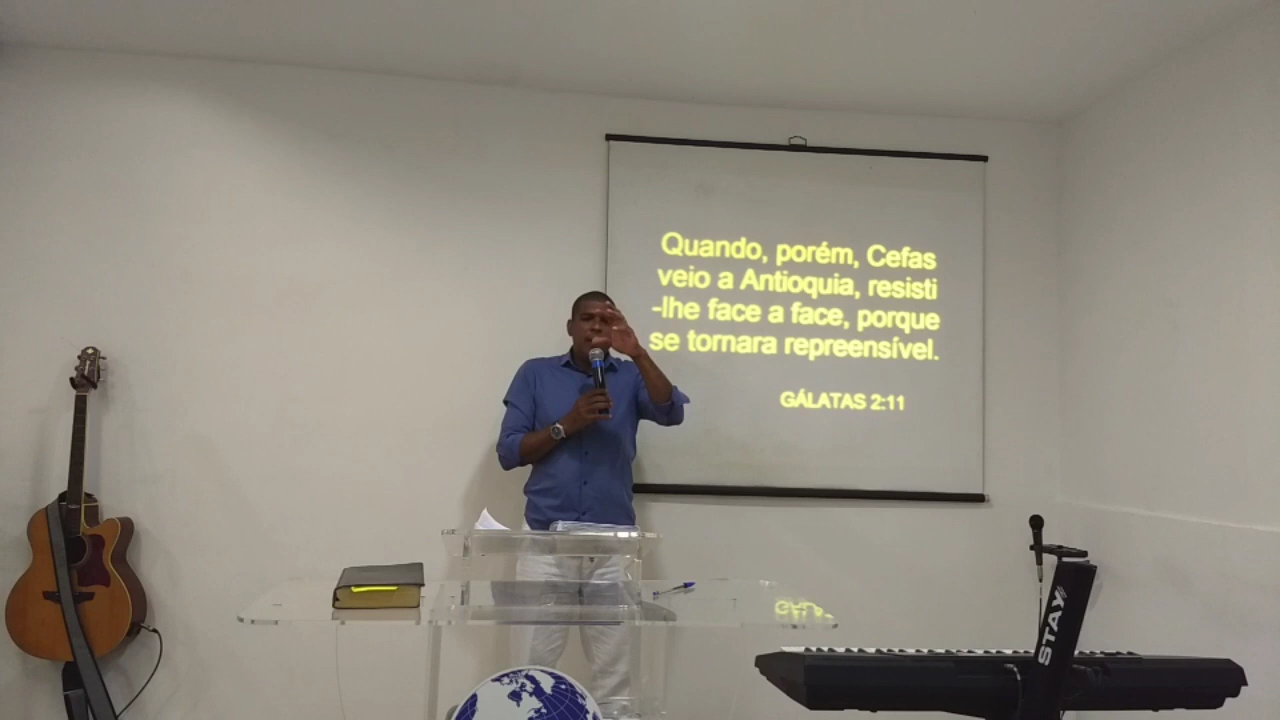 Quando, porém, Cefas
veio a Antioquia, resisti
-lhe face a face, porque
se tornara repreensível.
GÁLATAS 2:11
STAY